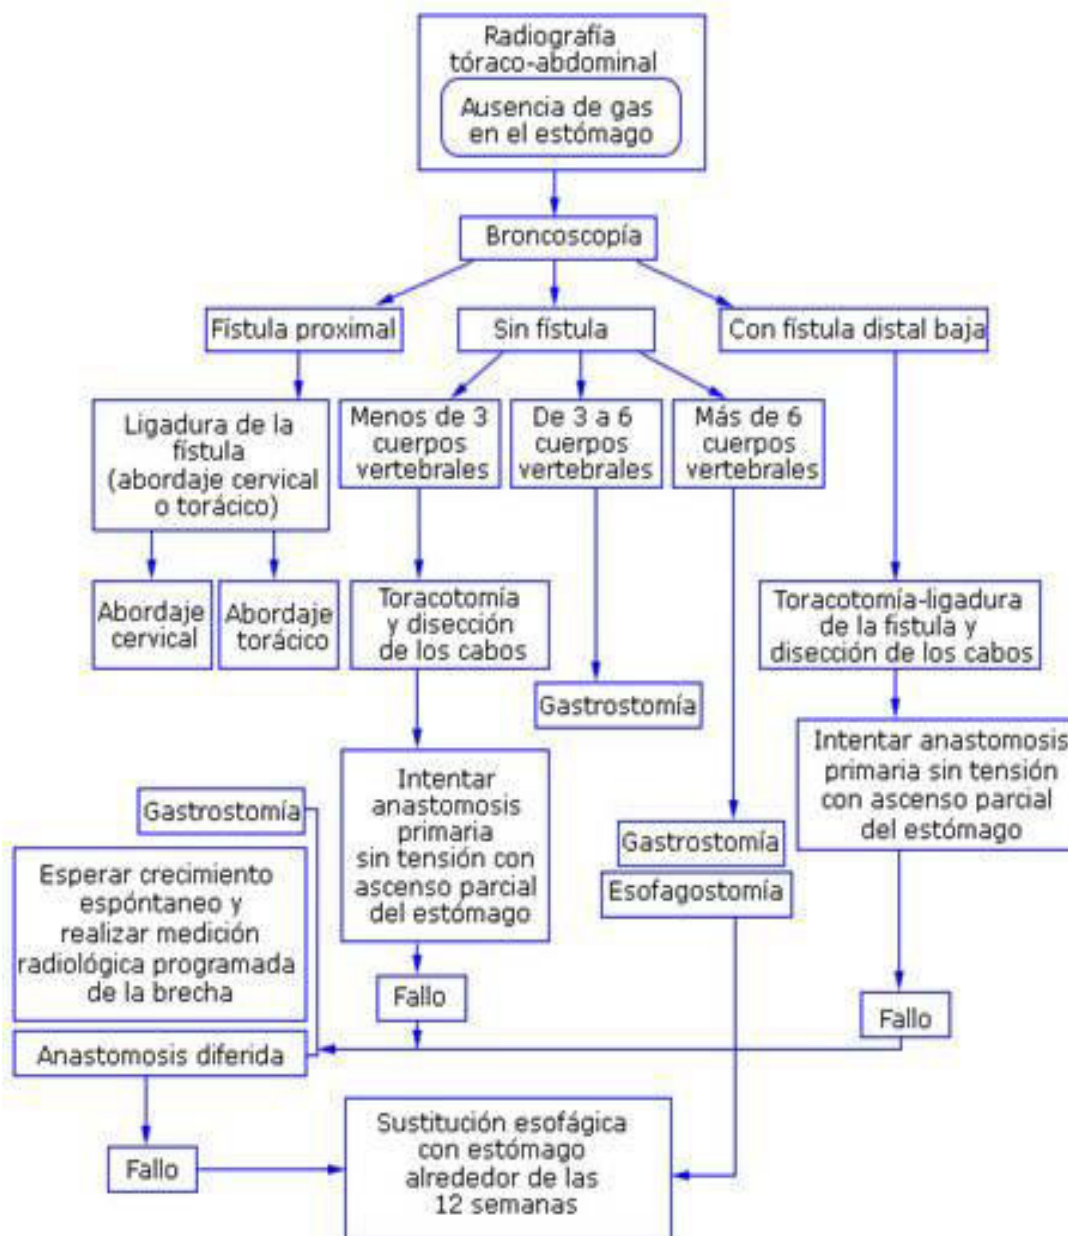 Radiografía
tóraco-abdominal
Ausencia de gas
en el estómago
Broncoscopía
Fístula proximal
Sin fístula
Con fístula distal baja
Ligadura de la
fístula
(abordaje cervical
o torácico)
Menos de 3
cuerpos
vertebrales
De 3 a 6
cuerpos
vertebrales
Más de 6
cuerpos
vertebrales
Abordaje
cervical
Abordaje
torácico
Toracotomía
y disección
de los cabos
Toracotomía-ligadura
de la fistula y
disección de los cabos
Gastrostomía
Intentar
anastomosis
primaria
sin tensión con
ascenso parcial
del estómago
Intentar anastomosis
primaria sin tensión
con ascenso parcial
del estómago
Gastrostomía
Gastrostomía
Esofagostomía
Esperar crecimiento
espóntaneo y
realizar medición
radiológica programada
de la brecha
Fallo
Fallo
Anastomosis diferida
Fallo
Sustitución esofágica
con estómago
alrededor de las
12 semanas